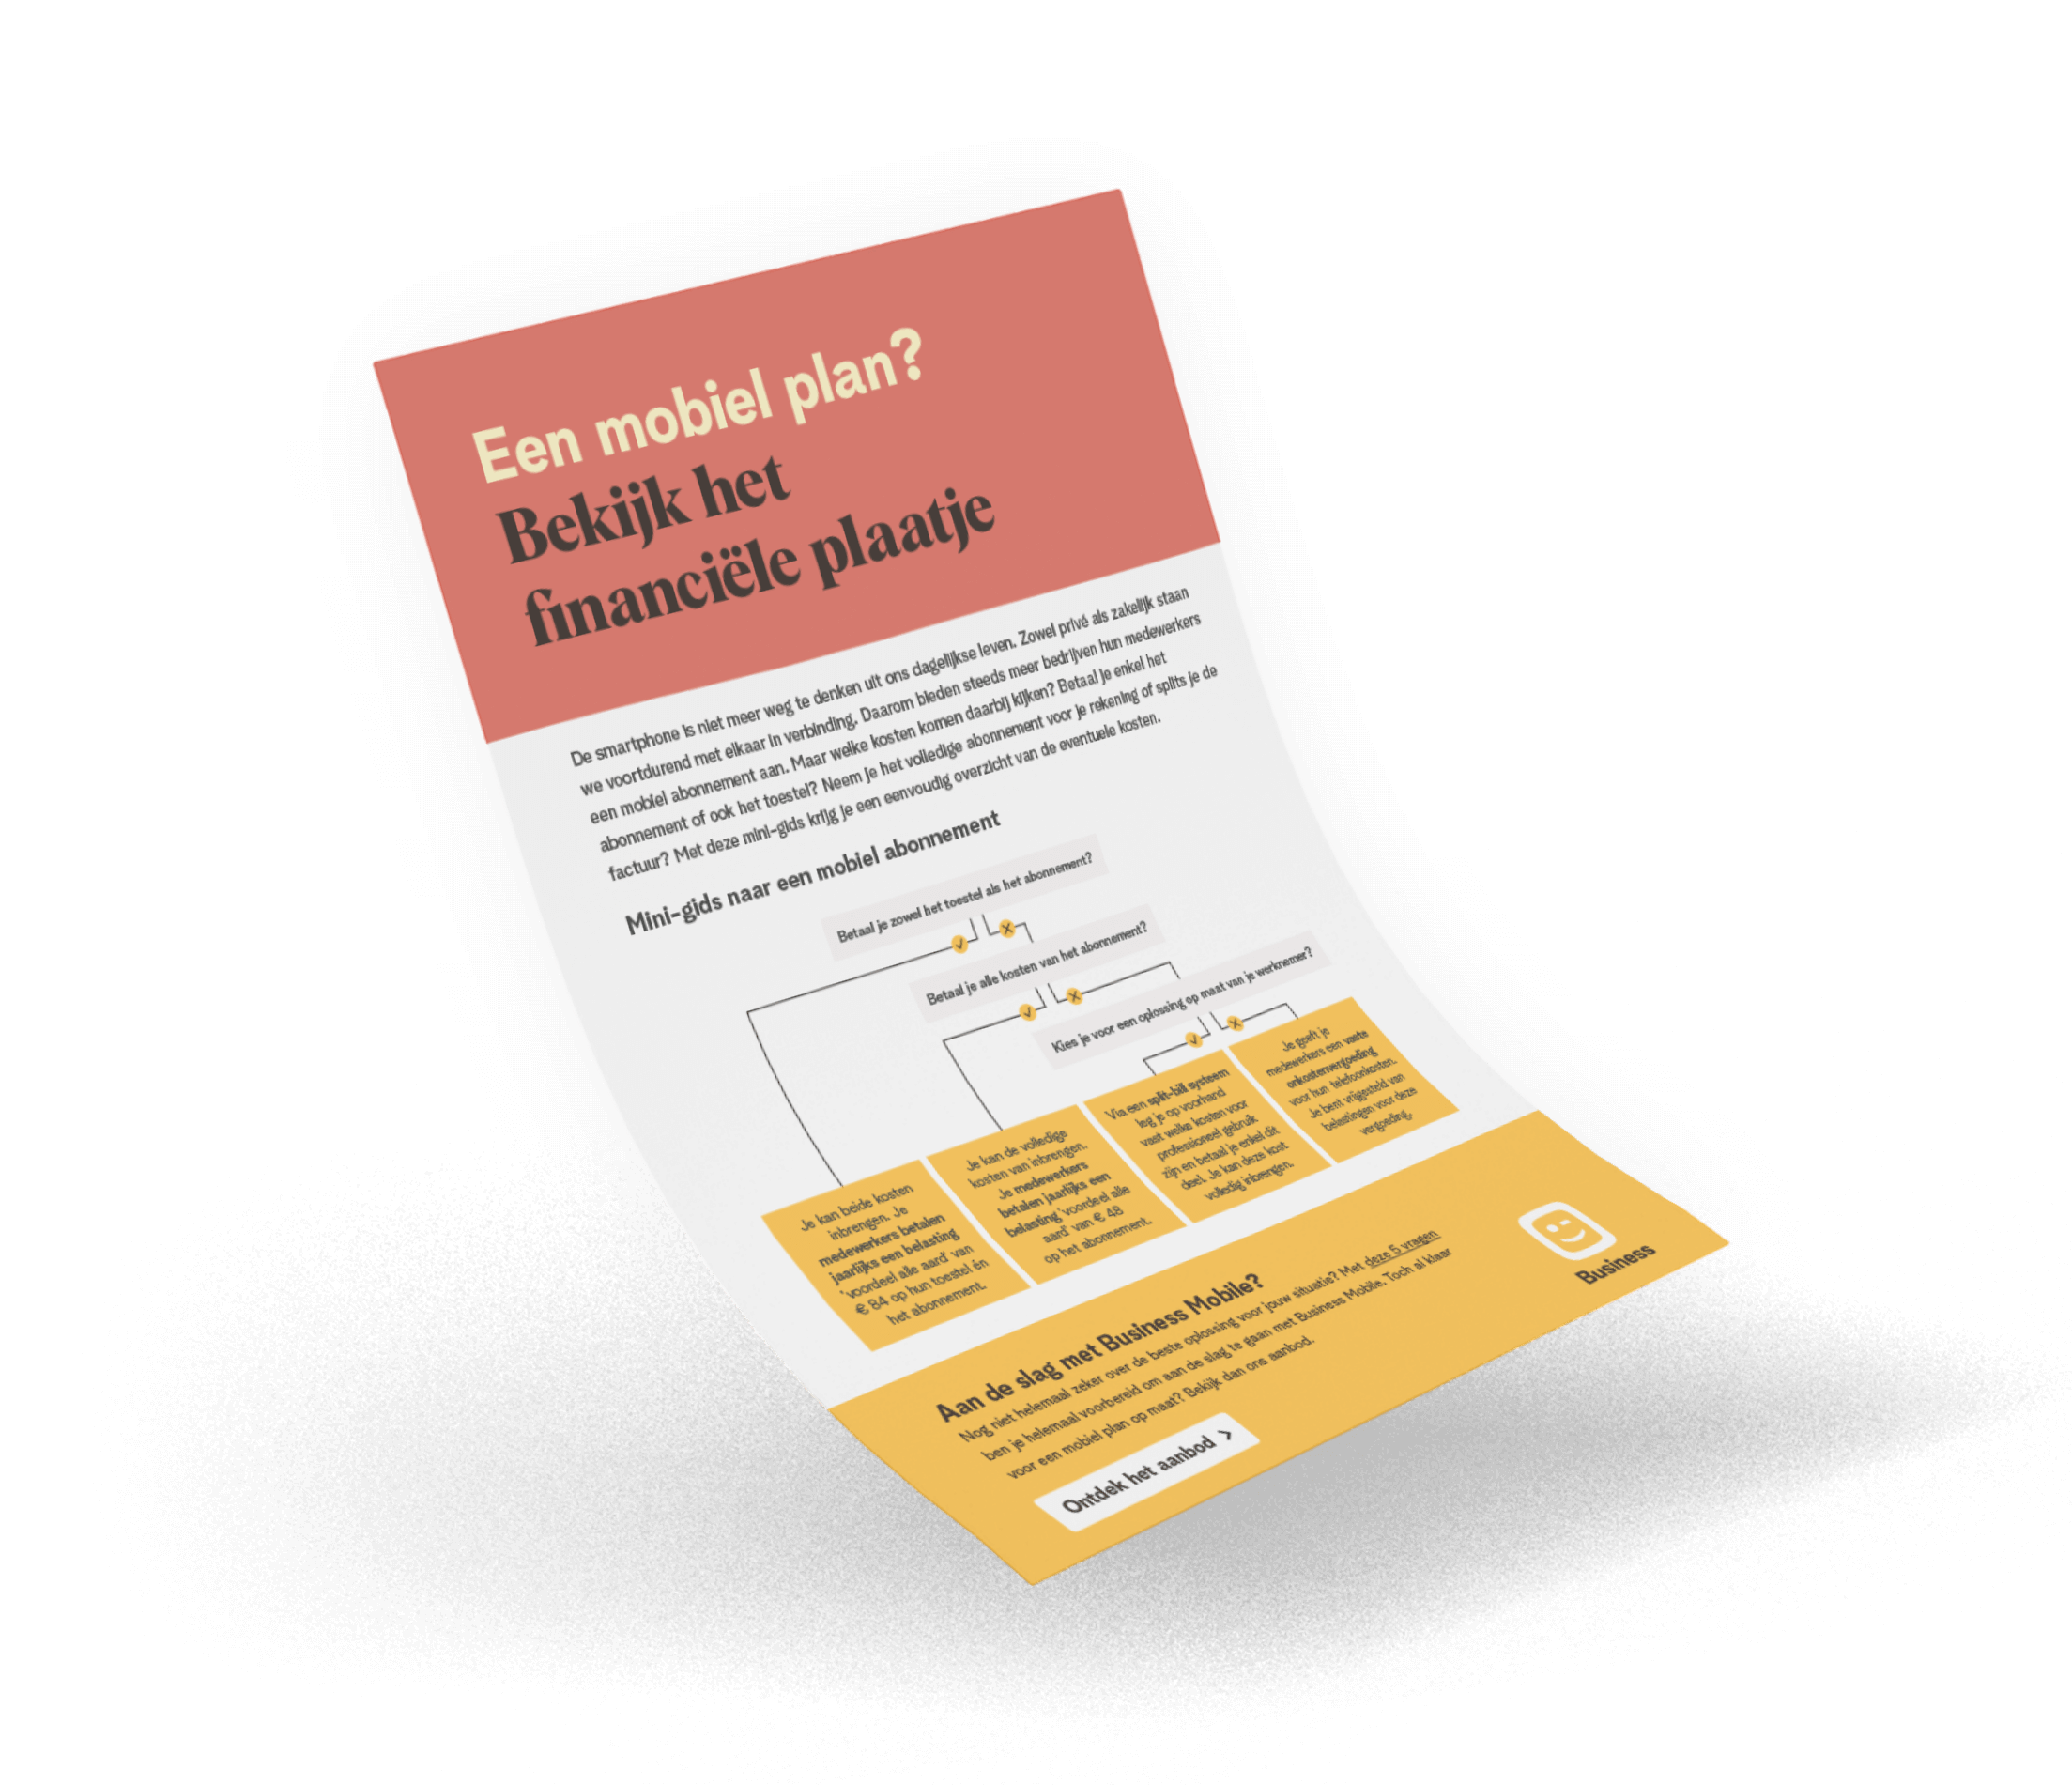 Een mobiel plan?
Bekijk het
financiële plaatje
De smartphone is niet meer weg te denken uit ons dagelijkse leven. Zowel privé als zakelijk staan
we voortdurend met elkaar in verbinding. Daarom bieden steeds meer bedrijven hun medewerkers
een mobiel abonnement aan. Maar welke kosten komen daarbij kijken? Betaal je enkel het
abonnement of ook het toestel? Neem je het volledige abonnement voor je rekening of splits je de
factuur? Met deze mini-gids krijg je een eenvoudig overzicht van de eventuele kosten.
Mini-gids naar een mobiel abonnement
Betaal je zowel het toestel als het abonnement?
Betaal je alle kosten van het abonnement?
Kies je voor een oplossing op maat van je werknemer?
Je kan beide kosten
inbrengen. Je
medewerkers betalen
jaarlijks een belasting
'voordeel alle aard' van
€ 84 op hun toestel én
het abonnement.
Je kan de volledige
kosten van inbrengen.
Je medewerkers
betalen jaarlijks een
belasting 'voordeel alle
aard' van € 48
op het abonnement.
Via een split-bill systeem
leg je op voorhand
vast welke kosten voor
professioneel gebruik
zijn en betaal je enkel dit
deel. Je kan deze kost
volledig inbrengen.
Je geeft je
medewerkers een vaste
onkostenvergoeding
voor hun telefoonkosten.
Je bent vrijgesteld van
belastingen voor deze
vergoeding.
Aan de slag met Business Mobile?
Nog niet helemaal zeker over de beste oplossing voor jouw situatie? Met deze 5 vragen
ben je helemaal voorbereid om aan de slag te gaan met Business Mobile. Toch al klaar
voor een mobiel plan op maat? Bekijk dan ons aanbod.
Ontdek het aanbod >
Business